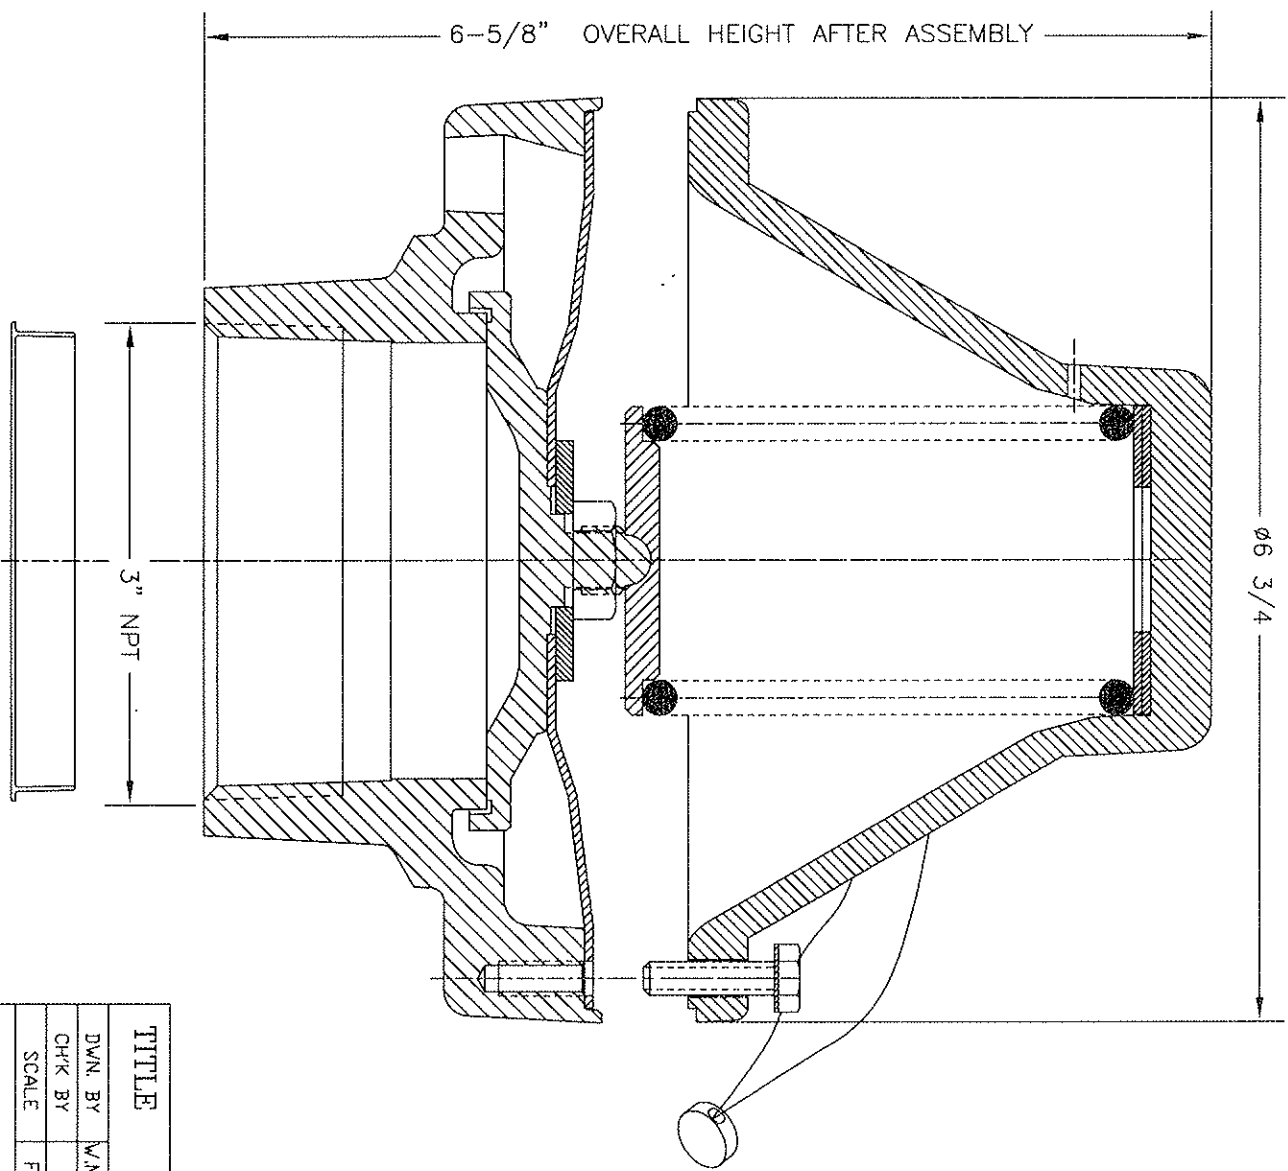 6-5/8" OVERALL HEIGHT AFTER ASSEMBLY
ø6 3/4
3" NPT
TITLE
DWN. BY
CH'K BY
SCALE